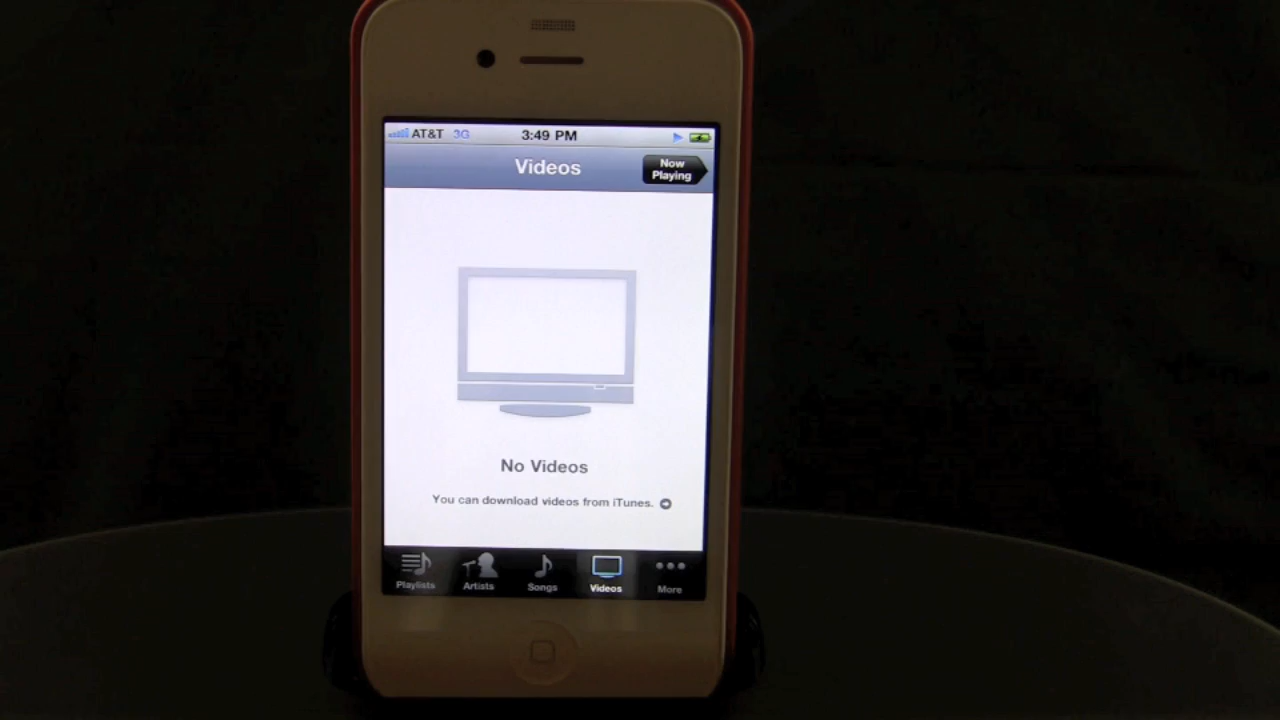 AT&T 3G 3:49 PM
Videos
Now
Playing
No Videos
You can download videos from iTunes.
Playlists Artists Songs Videos More